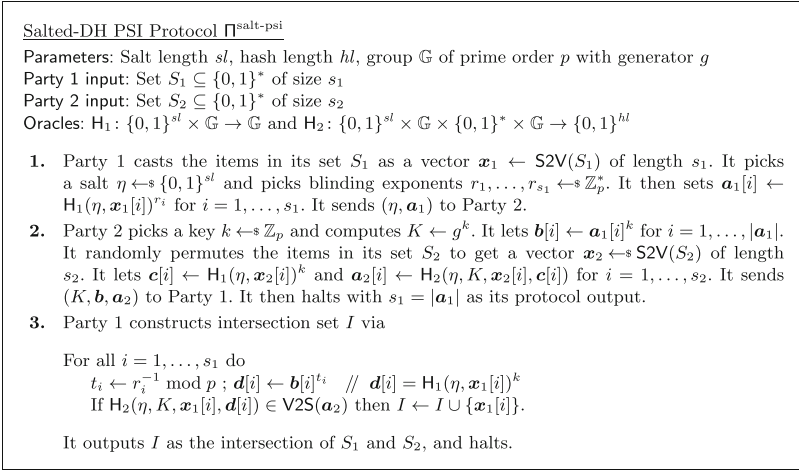 Salted-DH PSI Protocol Π^salt-psi
Parameters: Salt length sl, hash length hl, group 𝔾 of prime order p with generator g
Party 1 input: Set S₁ ⊆ {0, 1}* of size s₁
Party 2 input: Set S₂ ⊆ {0, 1}* of size s₂
Oracles: H₁: {0, 1}^sl × 𝔾 → 𝔾 and H₂: {0, 1}^sl × 𝔾 × {0, 1}* × 𝔾 → {0, 1}^hl
1. Party 1 casts the items in its set S₁ as a vector x₁ ← S2V(S₁) of length s₁. It picks
a salt η ←$ {0, 1}^sl and picks blinding exponents r₁, . . . , r_{s₁} ←$ ℤ*_p. It then sets a₁[i] ←
H₁(η, x₁[i])^{r_i} for i = 1, . . . , s₁. It sends (η, a₁) to Party 2.
2. Party 2 picks a key k ←$ ℤ_p and computes K ← g^k. It lets b[i] ← a₁[i]^k for i = 1, . . . , |a₁|.
It randomly permutes the items in its set S₂ to get a vector x₂ ←$ S2V(S₂) of length
s₂. It lets c[i] ← H₁(η, x₂[i])^k and a₂[i] ← H₂(η, K, x₂[i], c[i]) for i = 1, . . . , s₂. It sends
(K, b, a₂) to Party 1. It then halts with s₁ = |a₁| as its protocol output.
3. Party 1 constructs intersection set I via
For all i = 1, . . . , s₁ do
t_i ← r_i^{-1} mod p ; d[i] ← b[i]^{t_i} // d[i] = H₁(η, x₁[i])^k
If H₂(η, K, x₁[i], d[i]) ∈ V2S(a₂) then I ← I ∪ {x₁[i]}.
It outputs I as the intersection of S₁ and S₂, and halts.